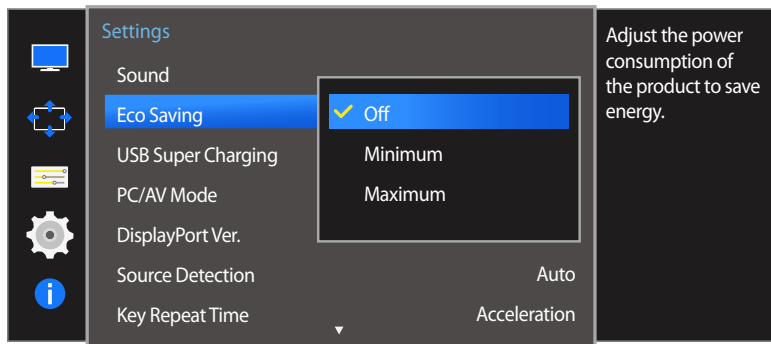 Settings
Sound
Eco Saving
Off
USB Super Charging
Minimum
PC/AV Mode
Maximum
DisplayPort Ver.
Source Detection Auto
Key Repeat Time Acceleration
Adjust the power
consumption of
the product to save
energy.